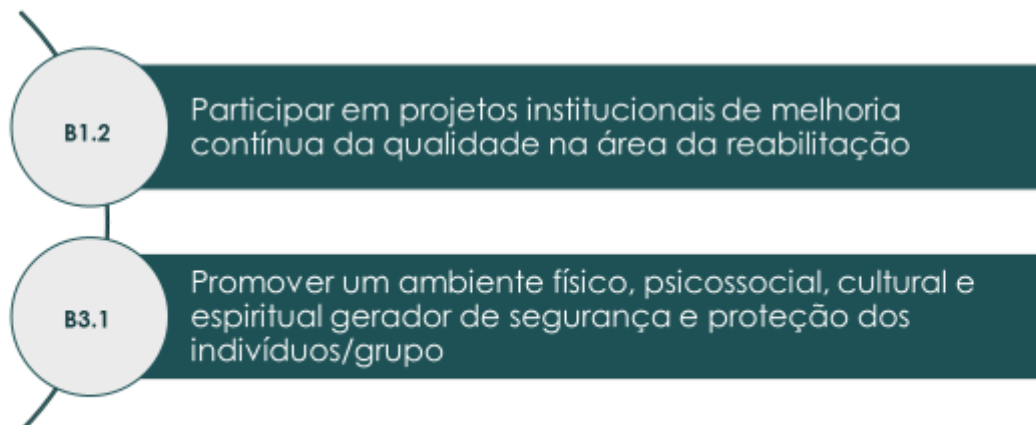 B1.2
Participar em projetos institucionais de melhoria
contínua da qualidade na área da reabilitação
B3.1
Promover um ambiente físico, psicossocial, cultural e
espiritual gerador de segurança e proteção dos
indivíduos/grupo